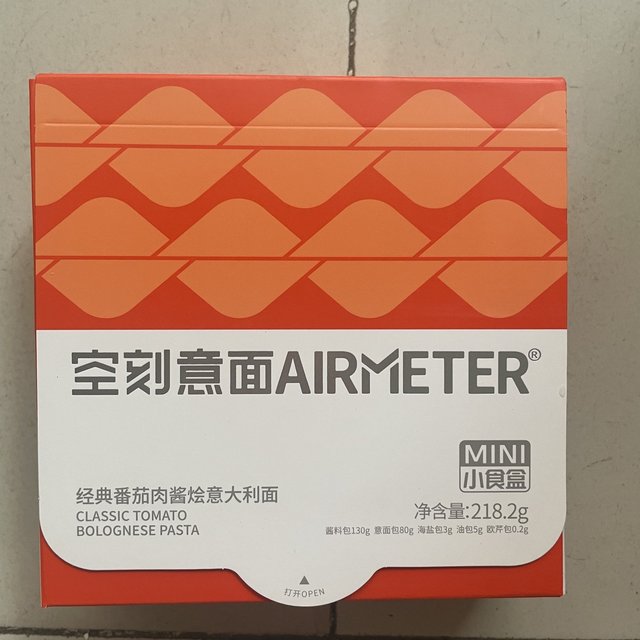 空刻意面AIRMETER®
MINI
小食盒
经典番茄肉酱烩意大利面
CLASSIC TOMATO
BOLOGNESE PASTA
净含量:218.2g
酱料包130g 意面包80g 海盐包3g 油包5g 欧芹包0.2g
打开OPEN